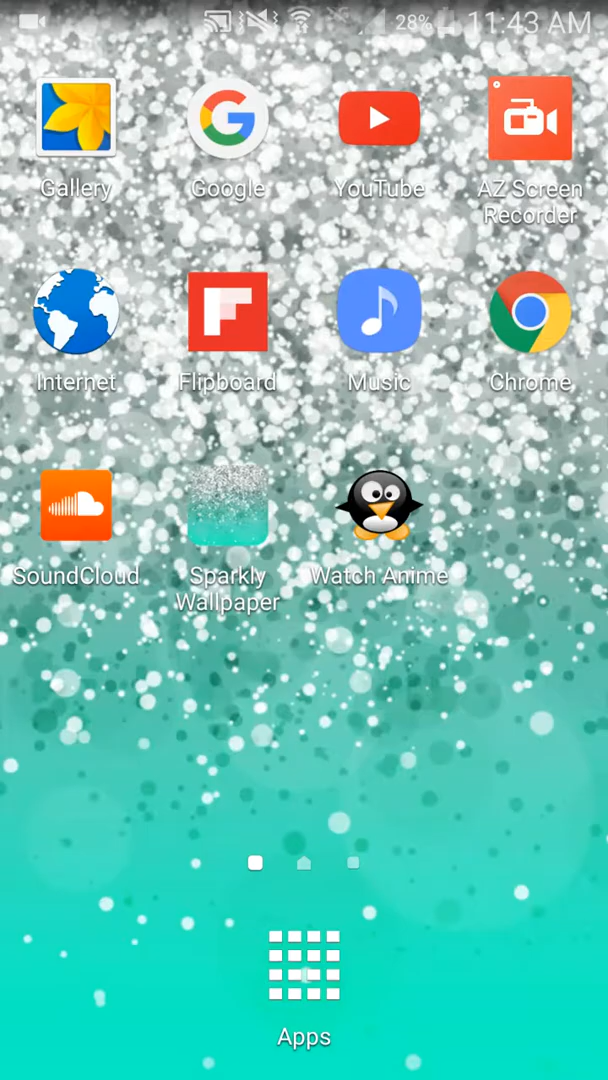 28% 11:43 AM
Gallery Google YouTube AZ Screen Recorder
Internet Flipboard Music Chrome
SoundCloud Sparkly Wallpaper Watch Anime
Apps